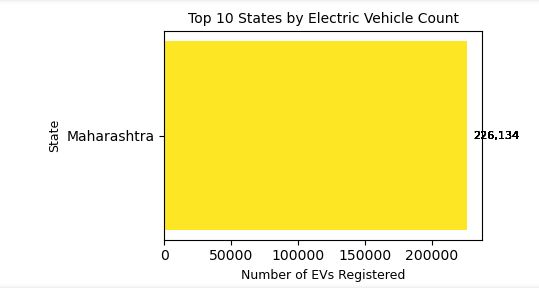 Top 10 States by Electric Vehicle Count
State
Maharashtra
226,134
0 50000 100000 150000 200000
Number of EVs Registered